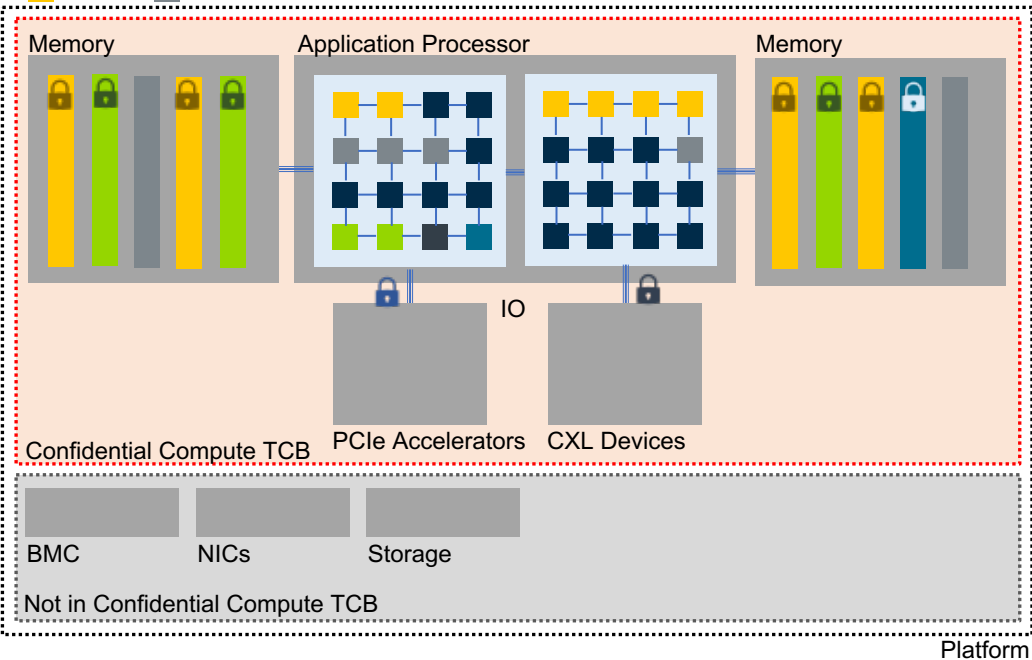 Memory
Application Processor
Memory
IO
PCIe Accelerators
CXL Devices
Confidential Compute TCB
BMC
NICs
Storage
Not in Confidential Compute TCB
Platform